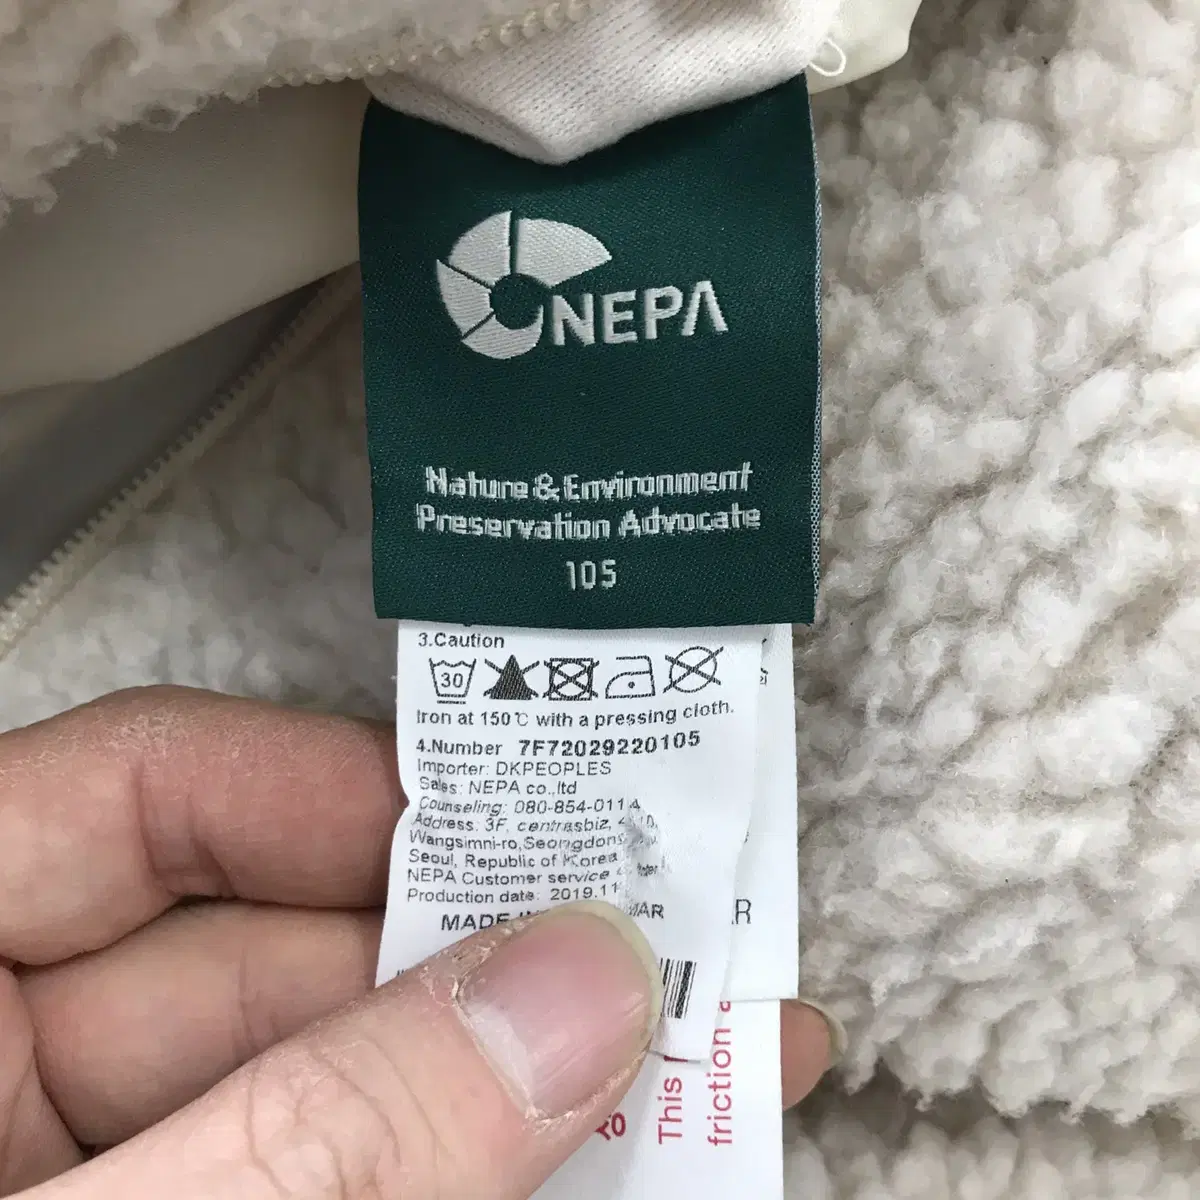 NEPA
Nature & Environment
Preservation Advocate
105
3.Caution
30
Iron at 150℃ with a pressing cloth.
4.Number 7F72029220105
Importer: DKPEOPLES
Sales: NEPA co.,ltd
Counseling: 080-854-0114
Address: 3F, centrasbiz,
Wangsimni-ro, Seongdong
Seoul, Republic of Korea
NEPA Customer service
Production date: 2019.11
MADE
This
friction